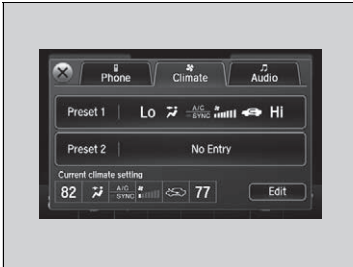 Phone Climate Audio
Preset 1 Lo A/C SYNC Hi
Preset 2 No Entry
Current climate setting
82 A/C SYNC 77 Edit